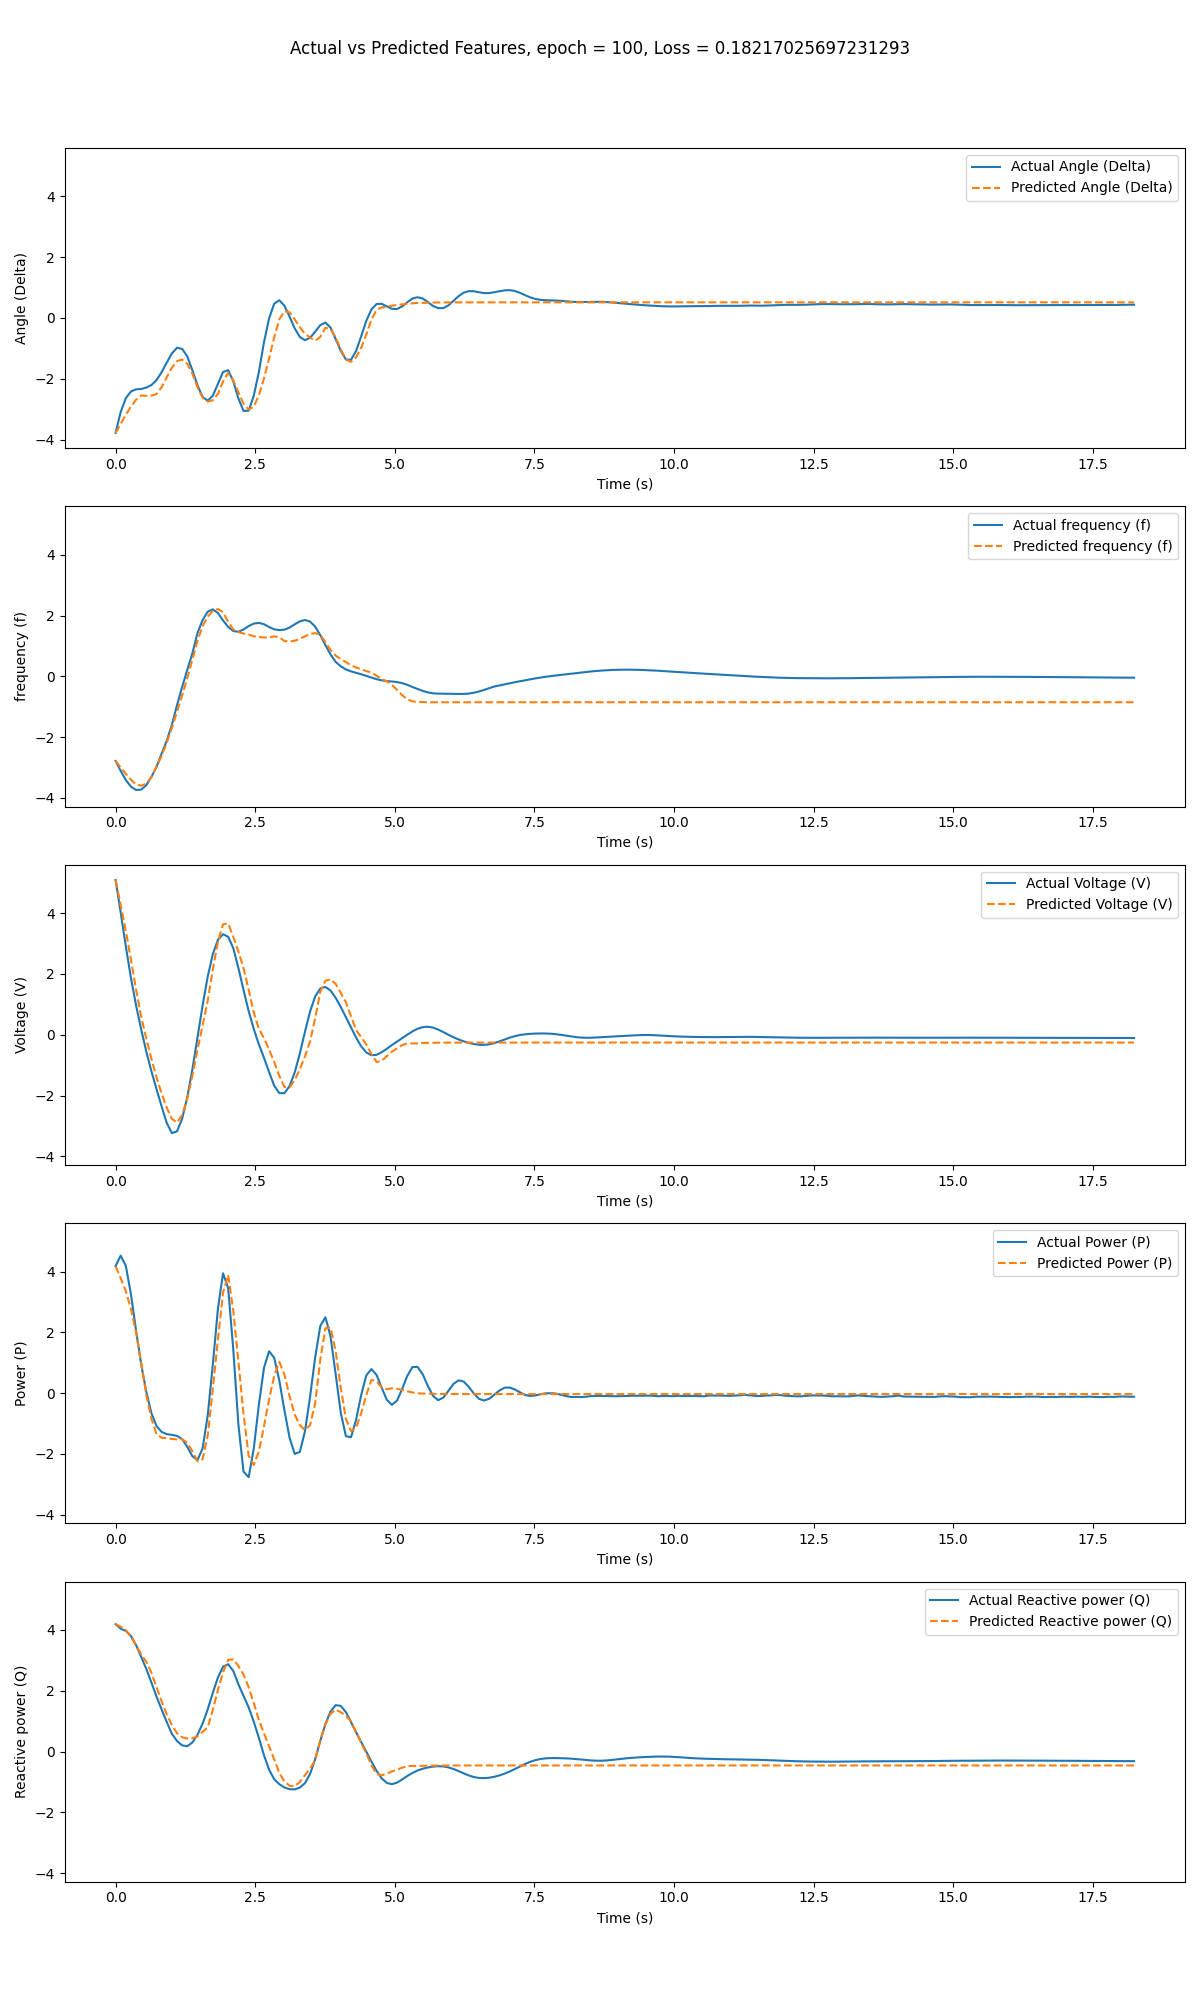 Actual vs Predicted Features, epoch = 100, Loss = 0.18217025697231293
Actual Angle (Delta)
Predicted Angle (Delta)
Angle (Delta)
4
2
0
−2
−4
0.0 2.5 5.0 7.5 10.0 12.5 15.0 17.5
Time (s)
Actual frequency (f)
Predicted frequency (f)
frequency (f)
4
2
0
−2
−4
0.0 2.5 5.0 7.5 10.0 12.5 15.0 17.5
Time (s)
Actual Voltage (V)
Predicted Voltage (V)
Voltage (V)
4
2
0
−2
−4
0.0 2.5 5.0 7.5 10.0 12.5 15.0 17.5
Time (s)
Actual Power (P)
Predicted Power (P)
Power (P)
4
2
0
−2
−4
0.0 2.5 5.0 7.5 10.0 12.5 15.0 17.5
Time (s)
Actual Reactive power (Q)
Predicted Reactive power (Q)
Reactive power (Q)
4
2
0
−2
−4
0.0 2.5 5.0 7.5 10.0 12.5 15.0 17.5
Time (s)